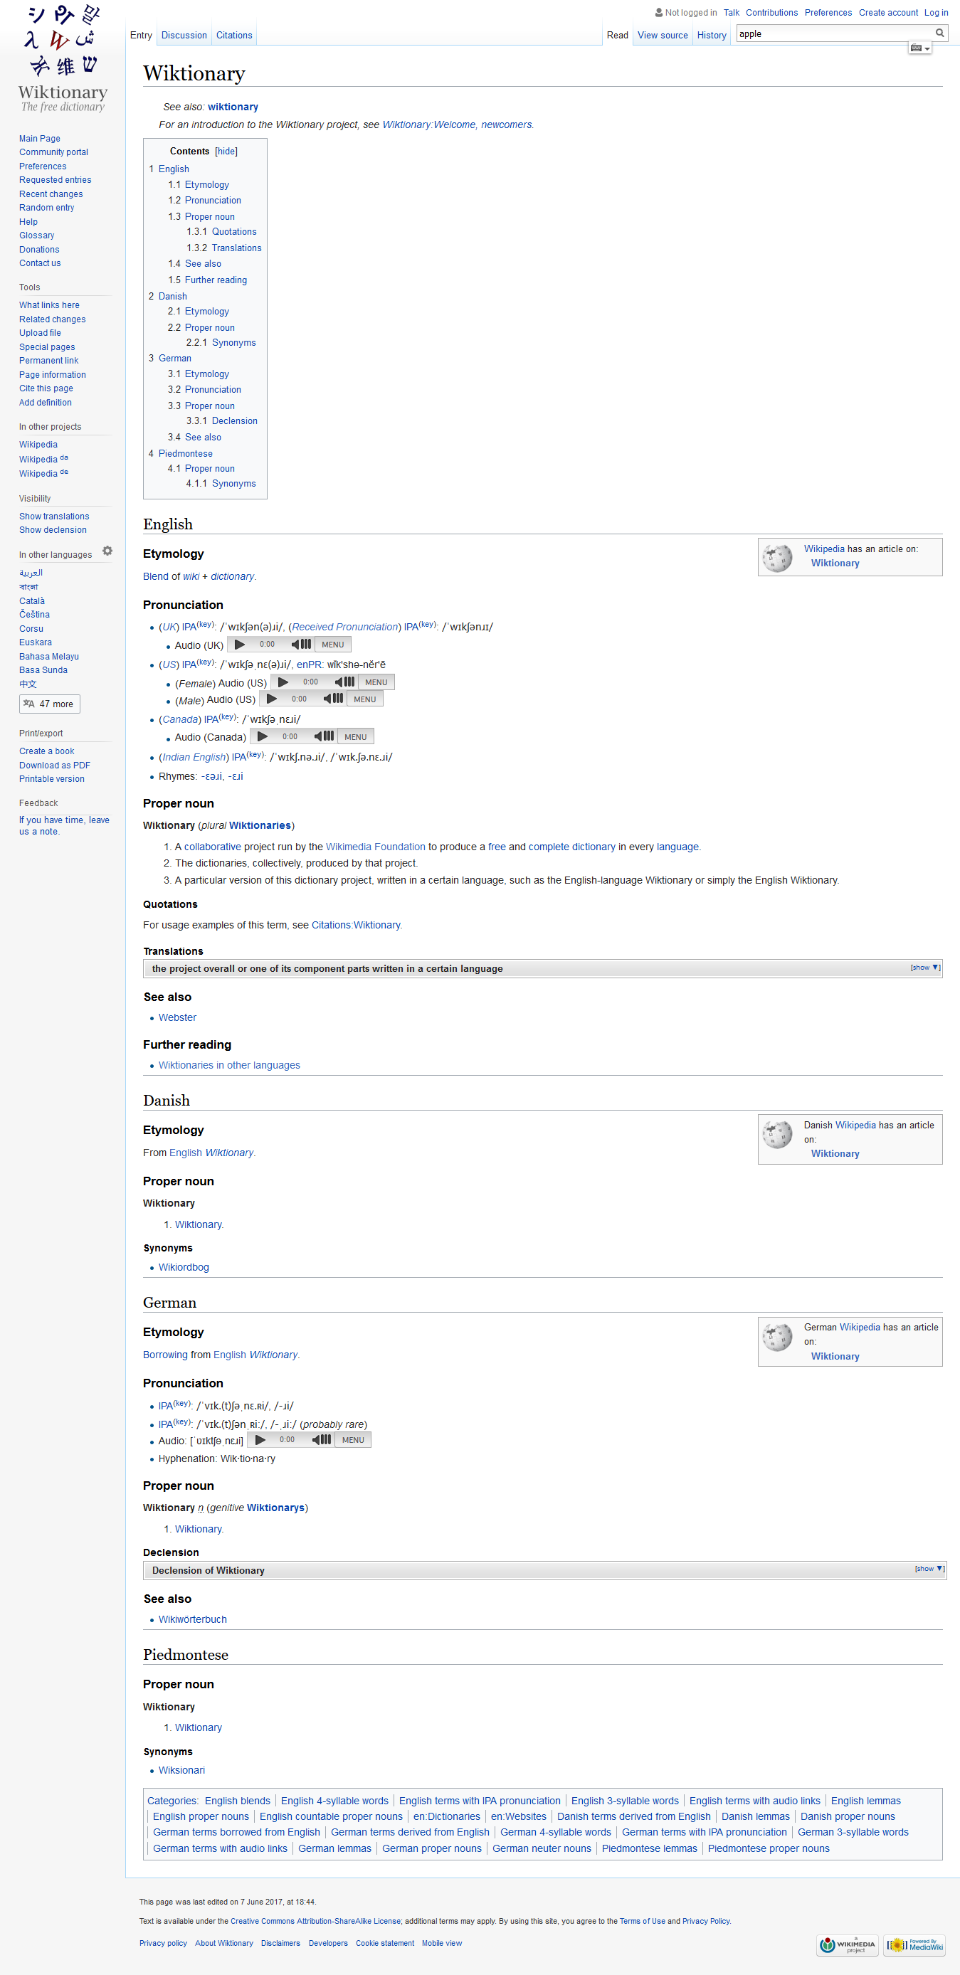 Not logged in Talk Contributions Preferences Create account Log in
Entry Discussion Citations Read View source History apple
Wiktionary
The free dictionary
Main Page
Community portal
Preferences
Requested entries
Recent changes
Random entry
Help
Glossary
Donations
Contact us
Tools
What links here
Related changes
Upload file
Special pages
Permanent link
Page information
Cite this page
Add definition
In other projects
Wikipedia
Wikipedia da
Wikipedia de
Visibility
Show translations
Show declension
In other languages
العربية
বাংলা
Català
Čeština
Corsu
Euskara
Bahasa Melayu
Basa Sunda
中文
47 more
Print/export
Create a book
Download as PDF
Printable version
Feedback
If you have time, leave
us a note.
Wiktionary
See also: wiktionary
For an introduction to the Wiktionary project, see Wiktionary:Welcome, newcomers.
Contents [hide]
1 English
1.1 Etymology
1.2 Pronunciation
1.3 Proper noun
1.3.1 Quotations
1.3.2 Translations
1.4 See also
1.5 Further reading
2 Danish
2.1 Etymology
2.2 Proper noun
2.2.1 Synonyms
3 German
3.1 Etymology
3.2 Pronunciation
3.3 Proper noun
3.3.1 Declension
3.4 See also
4 Piedmontese
4.1 Proper noun
4.1.1 Synonyms
English
Wikipedia has an article on:
Wiktionary
Etymology
Blend of wiki + dictionary.
Pronunciation
• (UK) IPA(key): /ˈwɪkʃən(ə)ɹi/, (Received Pronunciation) IPA(key): /ˈwɪkʃənɹɪ/
• Audio (UK) 0:00 MENU
• (US) IPA(key): /ˈwɪkʃəˌnɛ(ə)ɹi/, enPR: wĭk'shə-nĕr'ē
• (Female) Audio (US) 0:00 MENU
• (Male) Audio (US) 0:00 MENU
• (Canada) IPA(key): /ˈwɪkʃəˌnɛɹi/
• Audio (Canada) 0:00 MENU
• (Indian English) IPA(key): /ˈwɪkʃ.nə.ɹi/, /ˈwɪk.ʃə.nɛ.ɹi/
• Rhymes: -ɛəɹi, -ɛɹi
Proper noun
Wiktionary (plural Wiktionaries)
1. A collaborative project run by the Wikimedia Foundation to produce a free and complete dictionary in every language.
2. The dictionaries, collectively, produced by that project.
3. A particular version of this dictionary project, written in a certain language, such as the English-language Wiktionary or simply the English Wiktionary.
Quotations
For usage examples of this term, see Citations:Wiktionary.
Translations
the project overall or one of its component parts written in a certain language [show ▼]
See also
• Webster
Further reading
• Wiktionaries in other languages
Danish
Danish Wikipedia has an article
on:
Wiktionary
Etymology
From English Wiktionary.
Proper noun
Wiktionary
1. Wiktionary.
Synonyms
• Wikiordbog
German
German Wikipedia has an article
on:
Wiktionary
Etymology
Borrowing from English Wiktionary.
Pronunciation
• IPA(key): /ˈvɪk.(t)ʃəˌnɛ.ʀi/, /-ɹi/
• IPA(key): /ˈvɪk.(t)ʃənˌʀiː/, /-ˌɹiː/ (probably rare)
• Audio: [ˈʋɪktʃəˌnɛɹi] 0:00 MENU
• Hyphenation: Wik·tio·na·ry
Proper noun
Wiktionary n (genitive Wiktionarys)
1. Wiktionary.
Declension
Declension of Wiktionary [show ▼]
See also
• Wikiwörterbuch
Piedmontese
Proper noun
Wiktionary
1. Wiktionary
Synonyms
• Wiksionari
Categories: English blends | English 4-syllable words | English terms with IPA pronunciation | English 3-syllable words | English terms with audio links | English lemmas
| English proper nouns | English countable proper nouns | en:Dictionaries | en:Websites | Danish terms derived from English | Danish lemmas | Danish proper nouns
| German terms borrowed from English | German terms derived from English | German 4-syllable words | German terms with IPA pronunciation | German 3-syllable words
| German terms with audio links | German lemmas | German proper nouns | German neuter nouns | Piedmontese lemmas | Piedmontese proper nouns
This page was last edited on 7 June 2017, at 18:44.
Text is available under the Creative Commons Attribution-ShareAlike License; additional terms may apply. By using this site, you agree to the Terms of Use and Privacy Policy.
Privacy policy About Wiktionary Disclaimers Developers Cookie statement Mobile view
A WIKIMEDIA project
Powered By MediaWiki